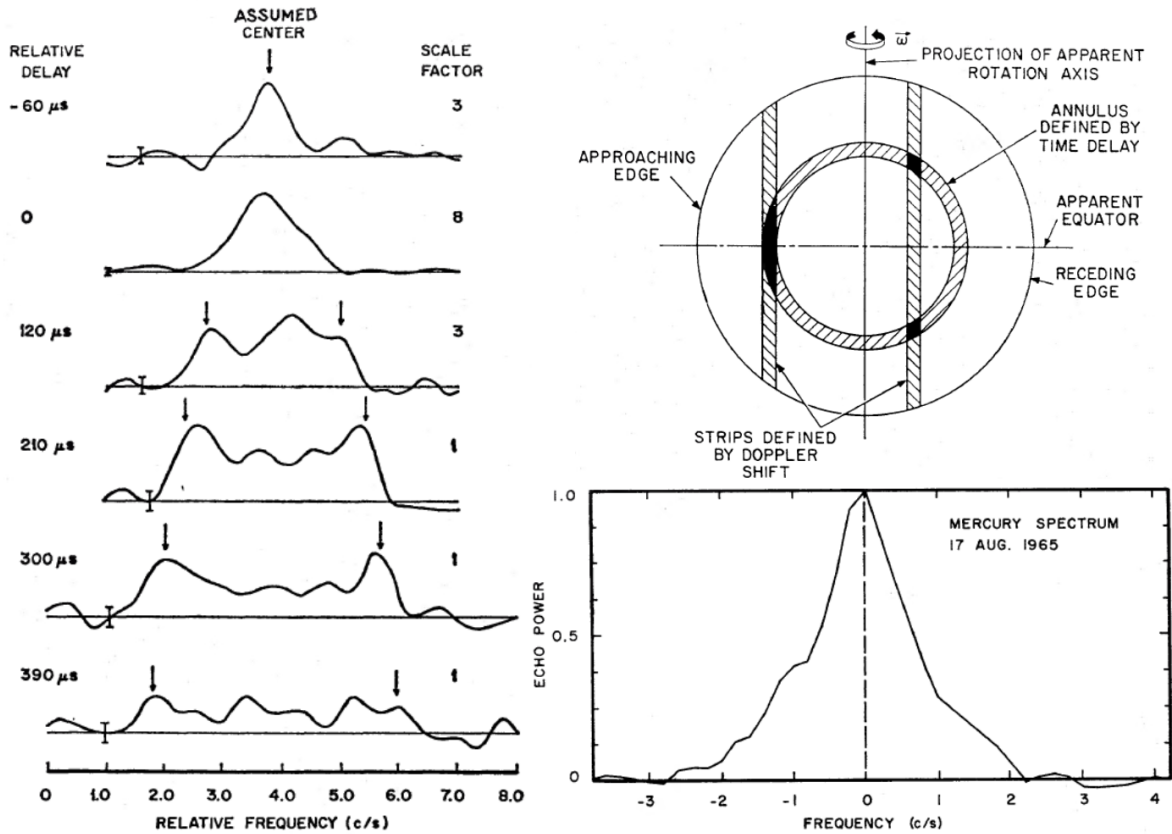 ASSUMED
CENTER
RELATIVE
DELAY
SCALE
FACTOR
- 60 μs
3
0
8
120 μs
3
210 μs
1
300 μs
1
390 μs
1
0 1.0 2.0 3.0 4.0 5.0 6.0 7.0 8.0
RELATIVE FREQUENCY (c/s)
ω
PROJECTION OF APPARENT
ROTATION AXIS
ANNULUS
DEFINED BY
TIME DELAY
APPROACHING
EDGE
APPARENT
EQUATOR
RECEDING
EDGE
STRIPS DEFINED
BY DOPPLER
SHIFT
1.0
MERCURY SPECTRUM
17 AUG. 1965
0.5
ECHO POWER
0
-3 -2 -1 0 1 2 3 4
FREQUENCY (c/s)